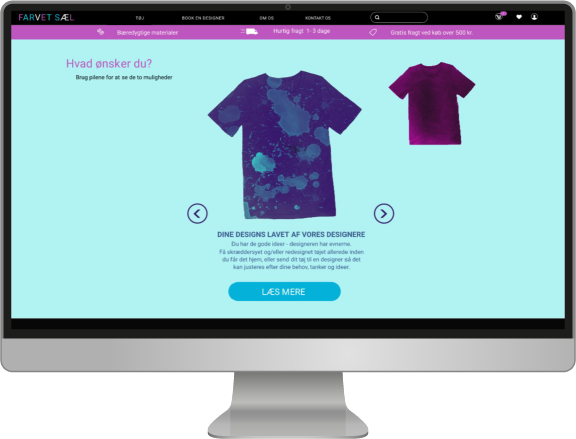 FARVET SÆL
TØJ
BOOK EN DESIGNER
OM OS
KONTAKT OS
Bæredygtige materialer
Hurtig fragt 1- 3 dage
Gratis fragt ved køb over 500 kr.
Hvad ønsker du?
Brug pilene for at se de to muligheder
DINE DESIGNS LAVET AF VORES DESIGNERE
Du har de gode ideer - designeren har evnerne.
Få skræddersyet og/eller redesignet tøjet allerede inden
du får det hjem, eller send dit tøj til en designer så det
kan justeres efter dine behov, tanker og ideer.
LÆS MERE